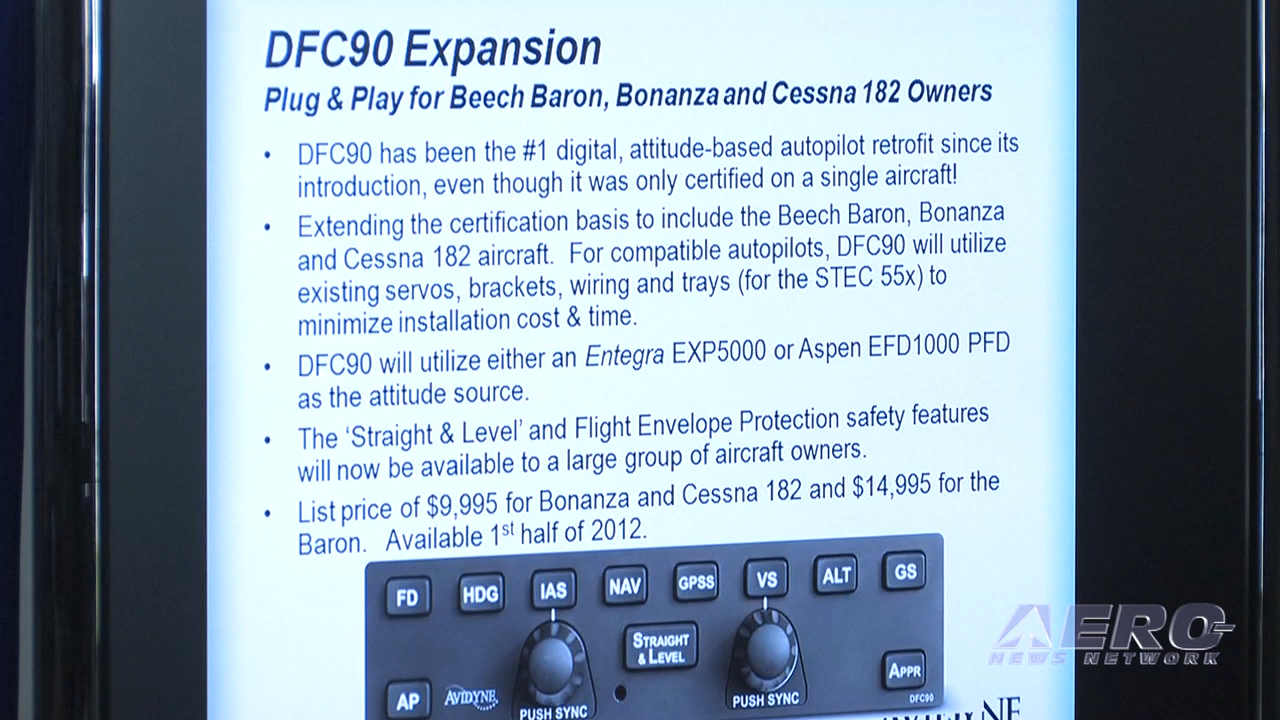 DFC90 Expansion
Plug & Play for Beech Baron, Bonanza and Cessna 182 Owners
• DFC90 has been the #1 digital, attitude-based autopilot retrofit since its
introduction, even though it was only certified on a single aircraft!
• Extending the certification basis to include the Beech Baron, Bonanza
and Cessna 182 aircraft. For compatible autopilots, DFC90 will utilize
existing servos, brackets, wiring and trays (for the STEC 55x) to
minimize installation cost & time.
• DFC90 will utilize either an Entegra EXP5000 or Aspen EFD1000 PFD
as the attitude source.
• The ‘Straight & Level’ and Flight Envelope Protection safety features
will now be available to a large group of aircraft owners.
• List price of $9,995 for Bonanza and Cessna 182 and $14,995 for the
Baron. Available 1st half of 2012.
FD HDG IAS NAV GPSS VS ALT GS
STRAIGHT
& LEVEL
AP AVIDYNE PUSH SYNC PUSH SYNC APPR
DFC90
AERO
NEWS NETWORK